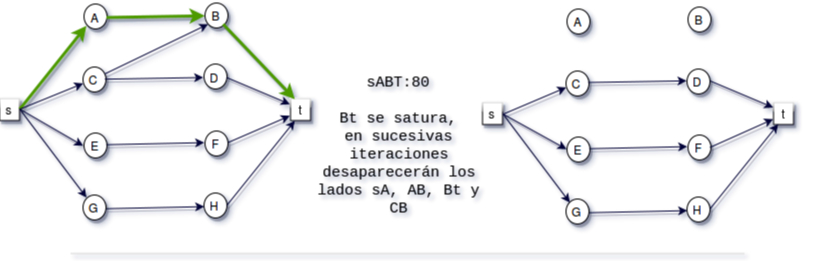 A B
C D
s t
E F
G H
sABT:80
Bt se satura,
en sucesivas
iteraciones
desaparecerán los
lados sA, AB, Bt y
CB
A B
C D
s t
E F
G H